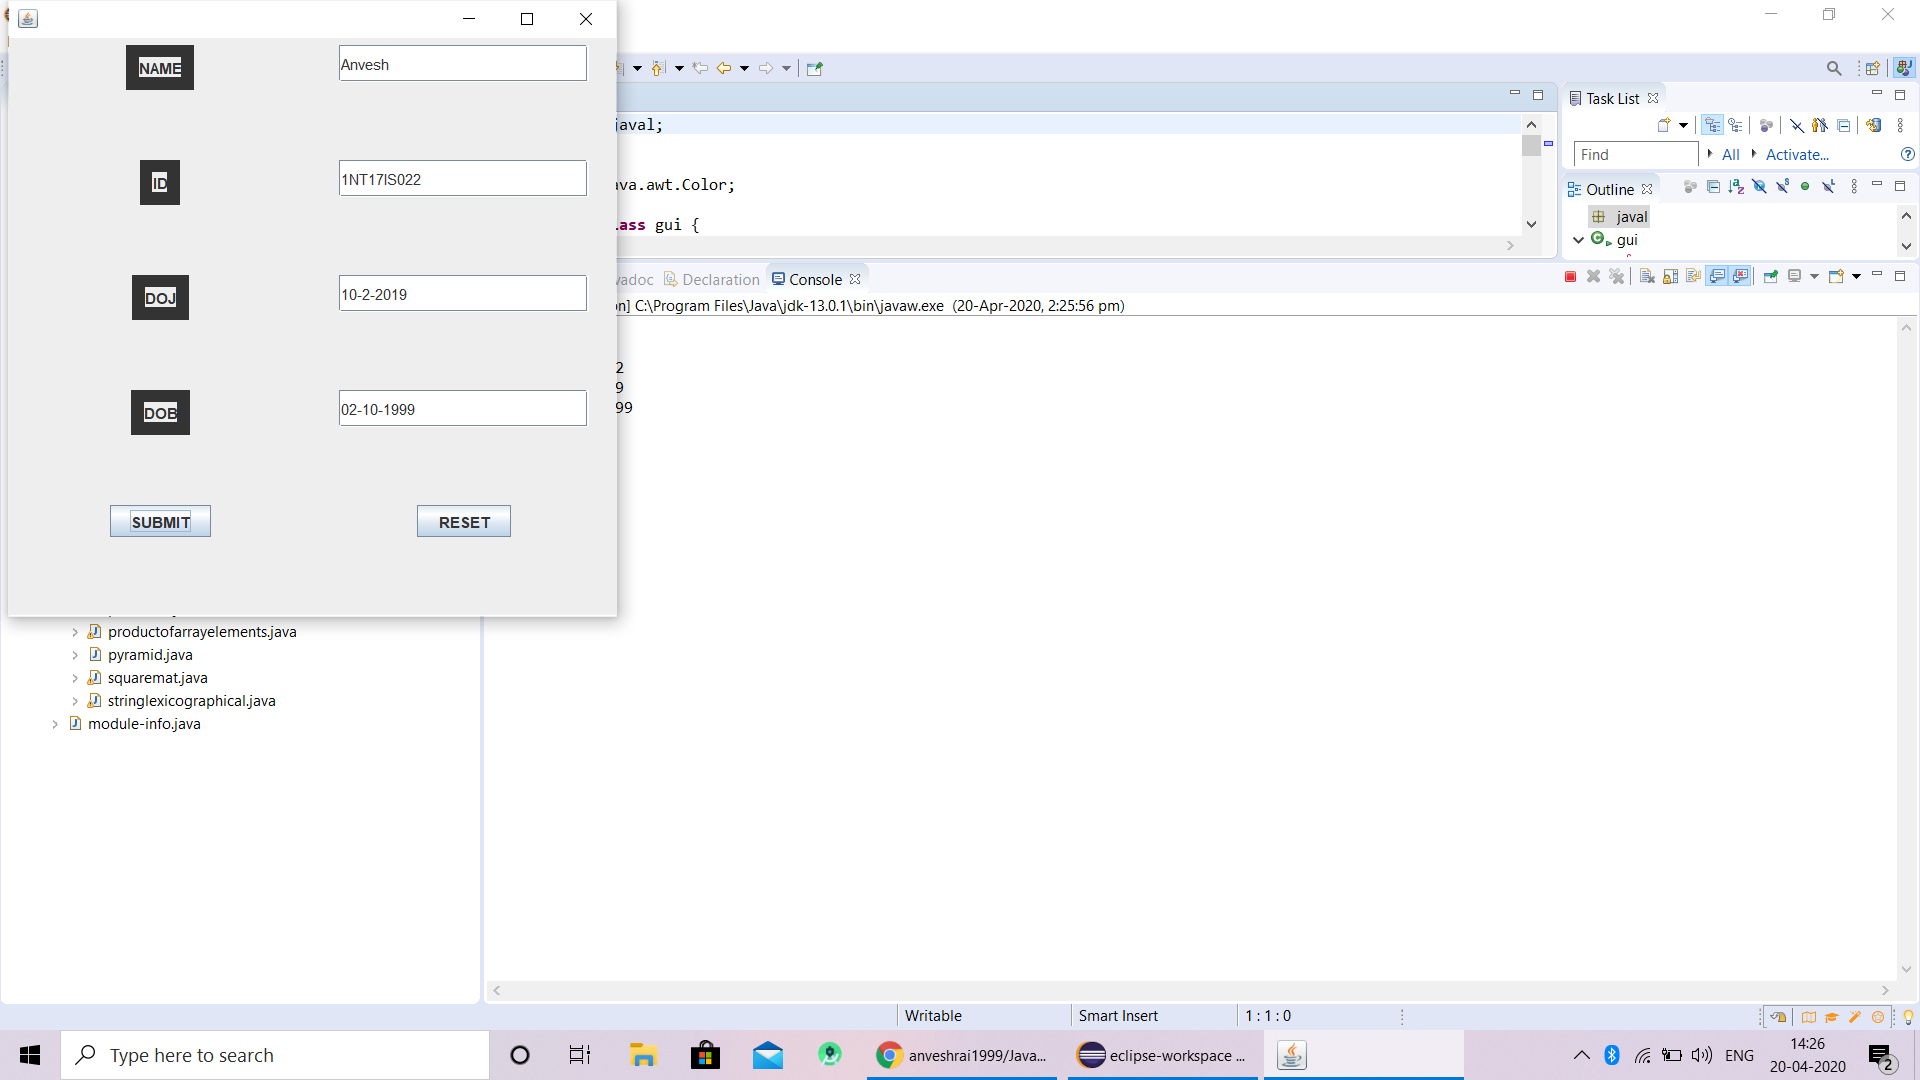 NAME
Anvesh
ID
1NT17IS022
DOJ
10-2-2019
DOB
02-10-1999
SUBMIT
RESET
javal;
ava.awt.Color;
ass gui {
Task List
Find
All
Activate...
Outline
javal
gui
vadoc
Declaration
Console
on] C:\Program Files\Java\jdk-13.0.1\bin\javaw.exe (20-Apr-2020, 2:25:56 pm)
2
9
99
productofarrayelements.java
pyramid.java
squaremat.java
stringlexicographical.java
module-info.java
Writable
Smart Insert
1 : 1 : 0
Type here to search
anveshrai1999/Java...
eclipse-workspace ...
ENG
14:26
20-04-2020
2